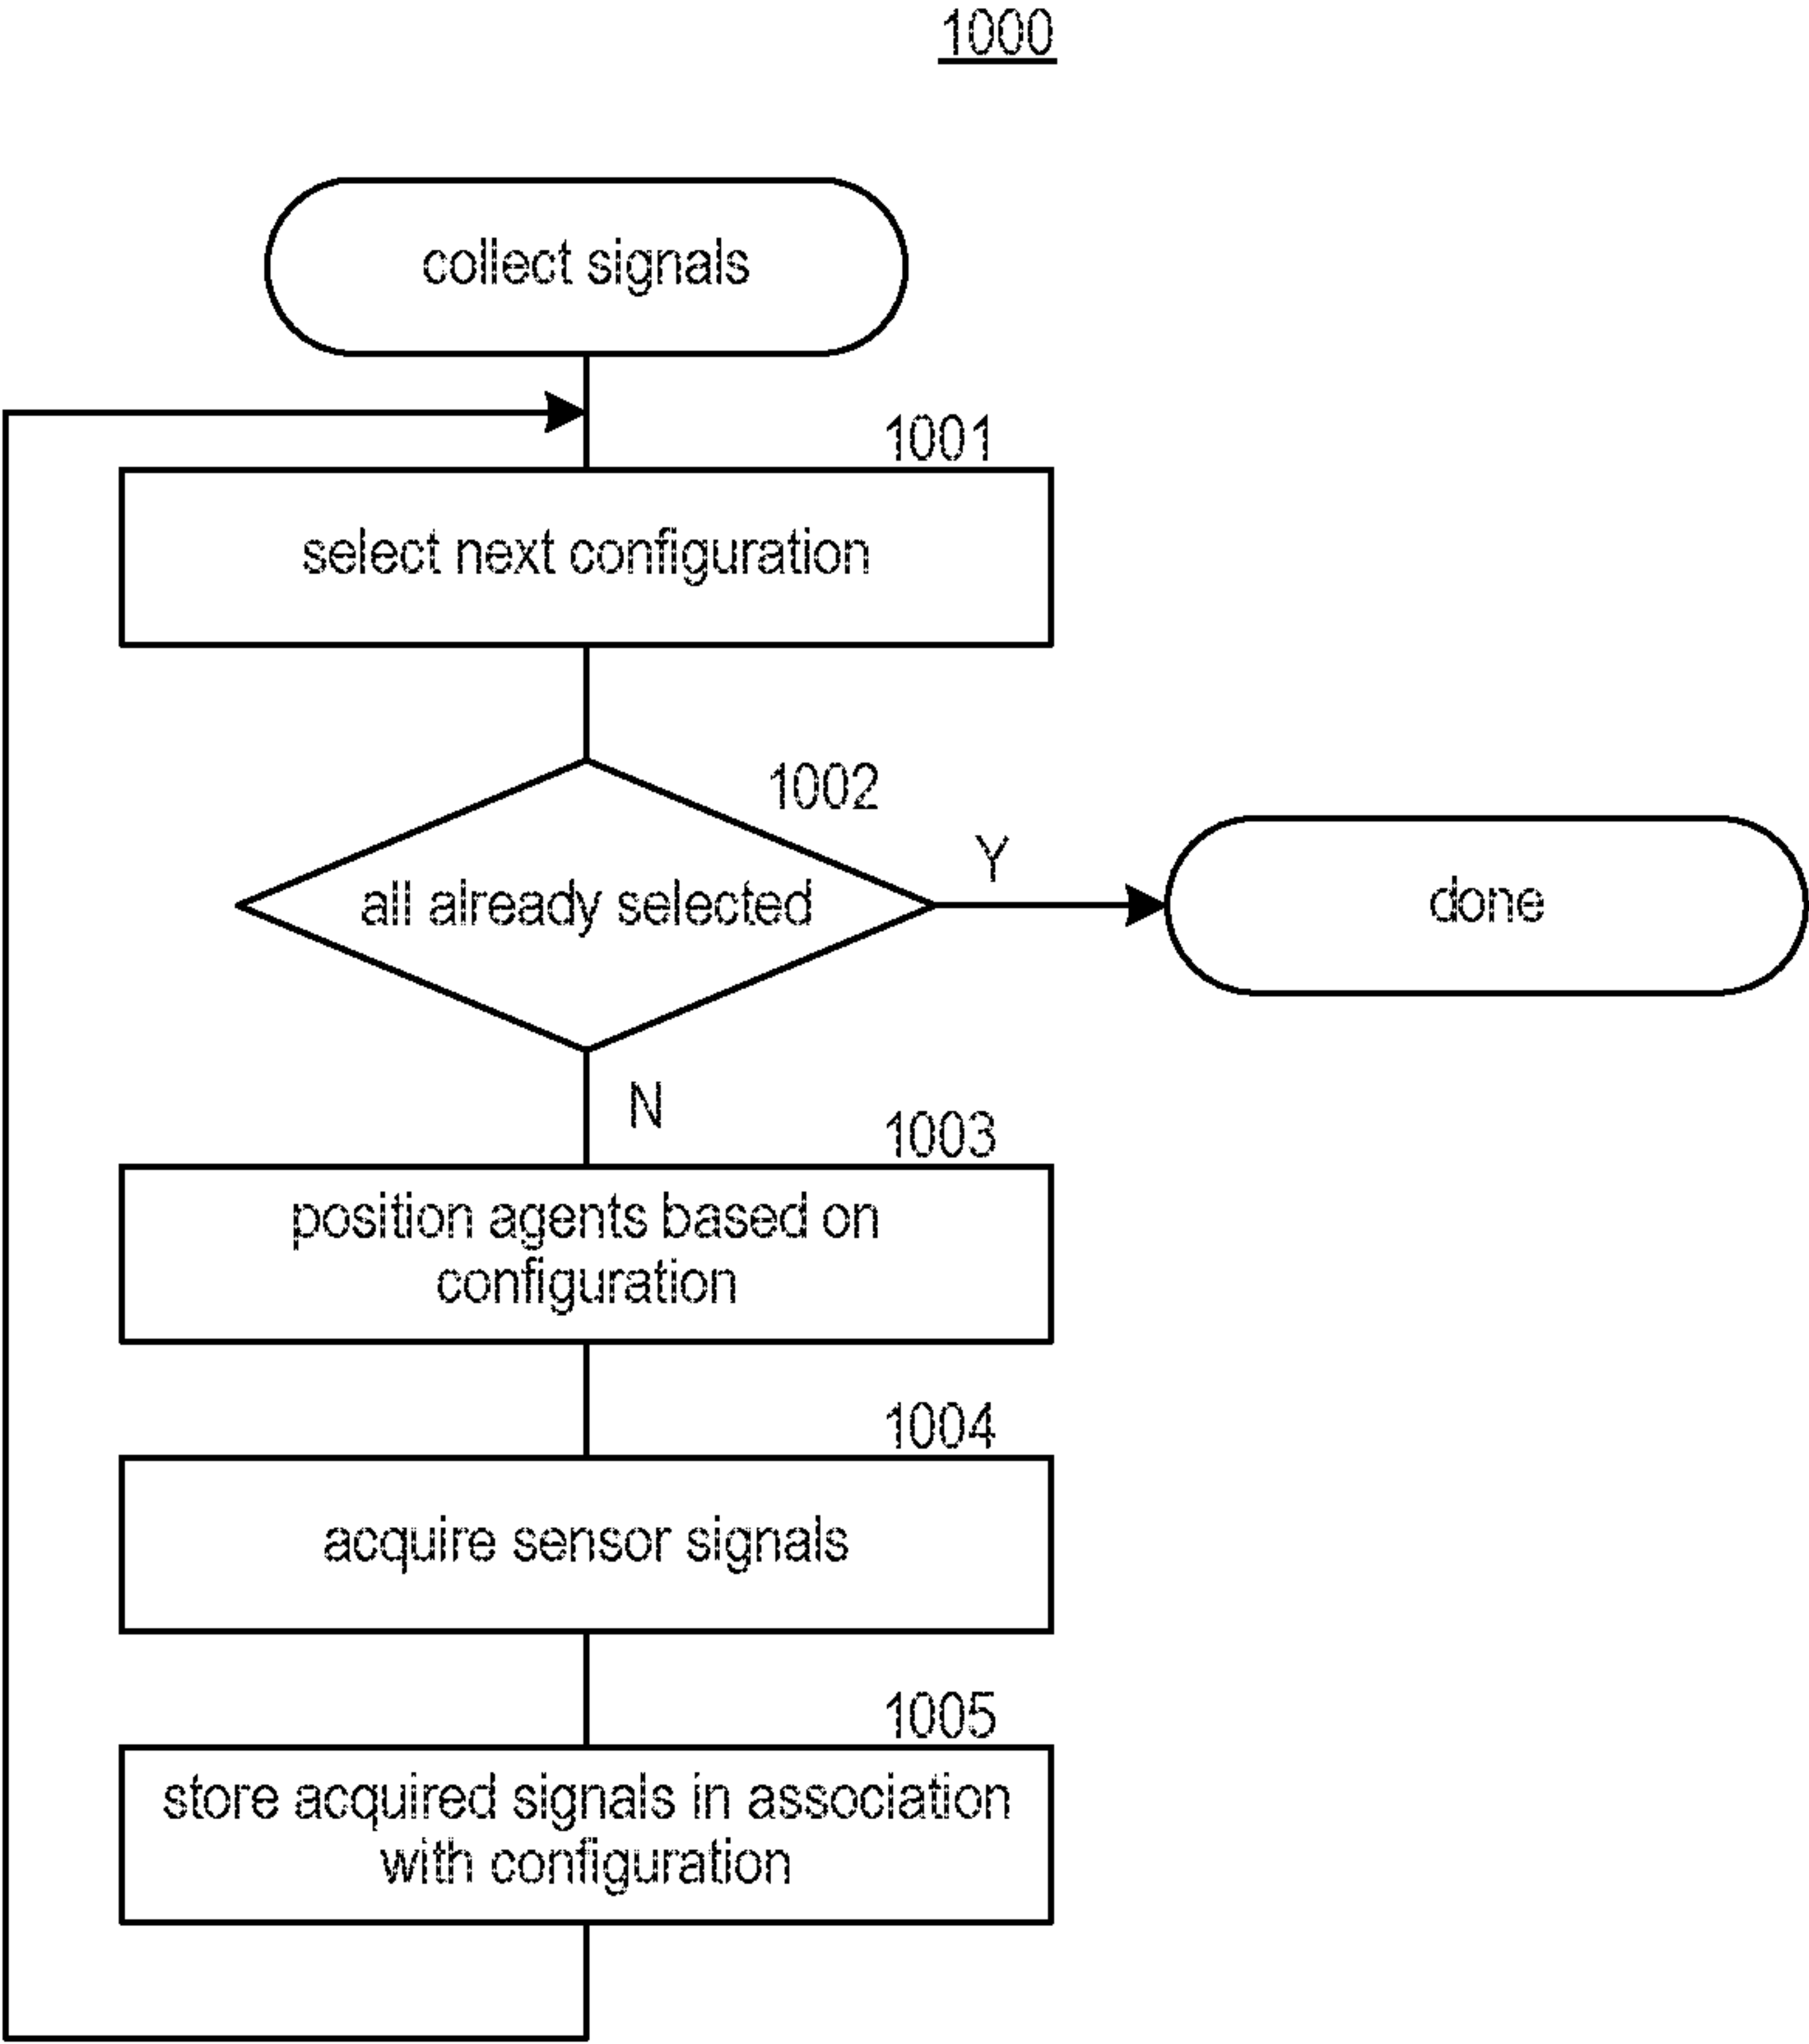 1000
collect signals
1001
select next configuration
1002
all already selected
Y
done
N
1003
position agents based on
configuration
1004
acquire sensor signals
1005
store acquired signals in association
with configuration